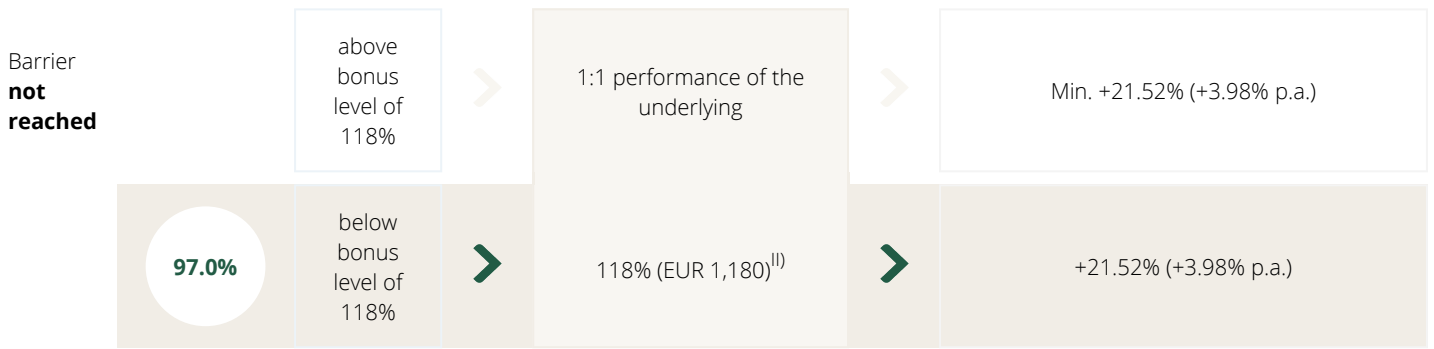 Barrier
not
reached
above
bonus
level of
118%
1:1 performance of the
underlying
Min. +21.52% (+3.98% p.a.)
97.0%
below
bonus
level of
118%
118% (EUR 1,180)II)
+21.52% (+3.98% p.a.)